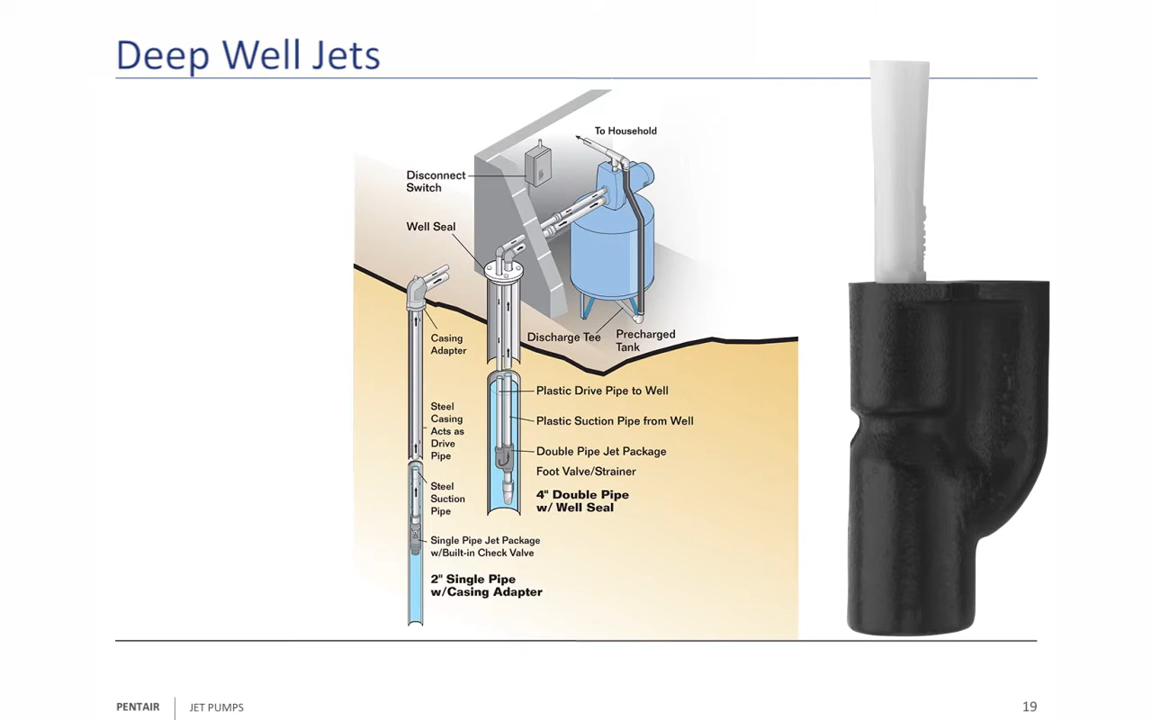 Deep Well Jets
To Household
Disconnect
Switch
Well Seal
Discharge Tee
Precharged
Tank
Casing
Adapter
Plastic Drive Pipe to Well
Plastic Suction Pipe from Well
Steel
Casing
Acts as
Drive
Pipe
Double Pipe Jet Package
Foot Valve/Strainer
4" Double Pipe
w/ Well Seal
Steel
Suction
Pipe
Single Pipe Jet Package
w/Built-in Check Valve
2" Single Pipe
w/Casing Adapter
PENTAIR
JET PUMPS
19